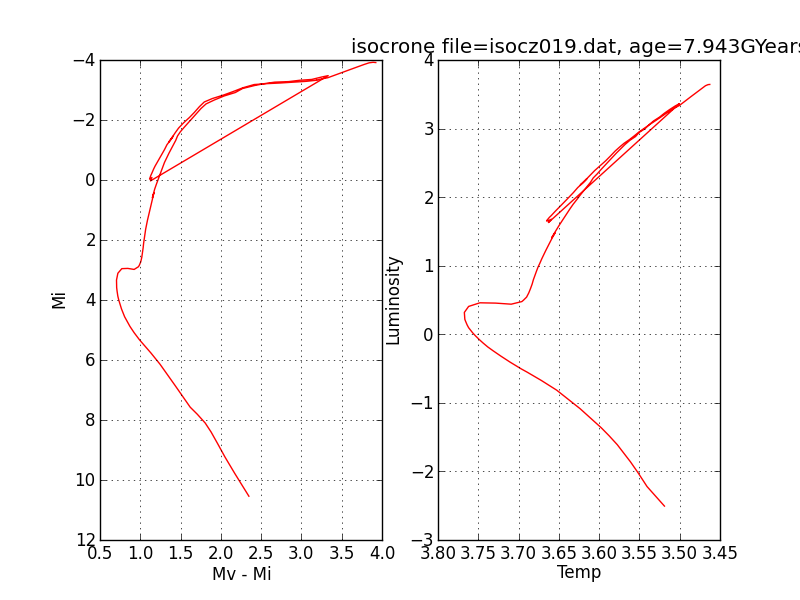 isocrone file=isocz019.dat, age=7.943GYears
−4
−2
0
2
4
6
8
10
12
Mi
0.5 1.0 1.5 2.0 2.5 3.0 3.5 4.0
Mv - Mi
4
3
2
1
0
−1
−2
−3
Luminosity
3.80 3.75 3.70 3.65 3.60 3.55 3.50 3.45
Temp